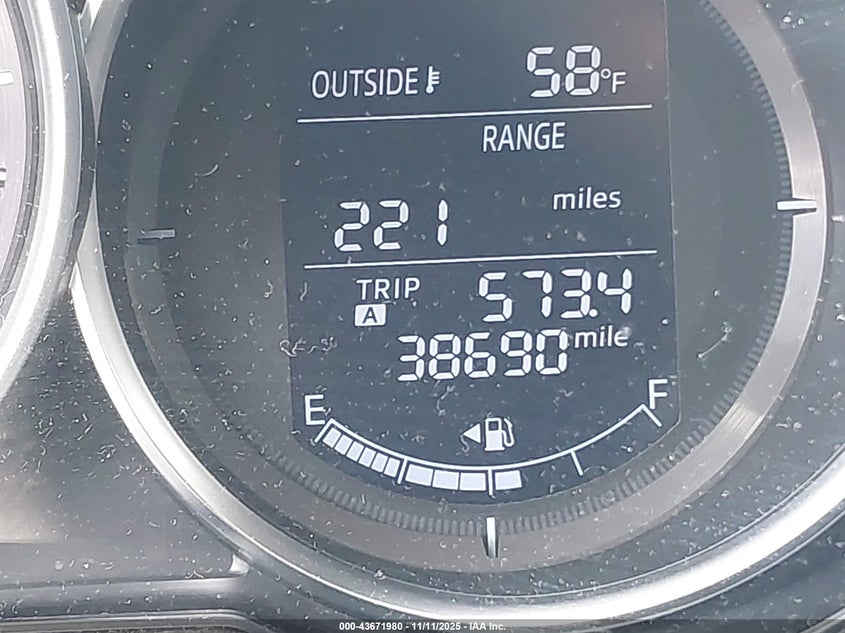 OUTSIDE 58°F
RANGE
221 miles
TRIP A 573.4
38690 mile
E F
000-43671980 - 11/11/2025 - IAA Inc.